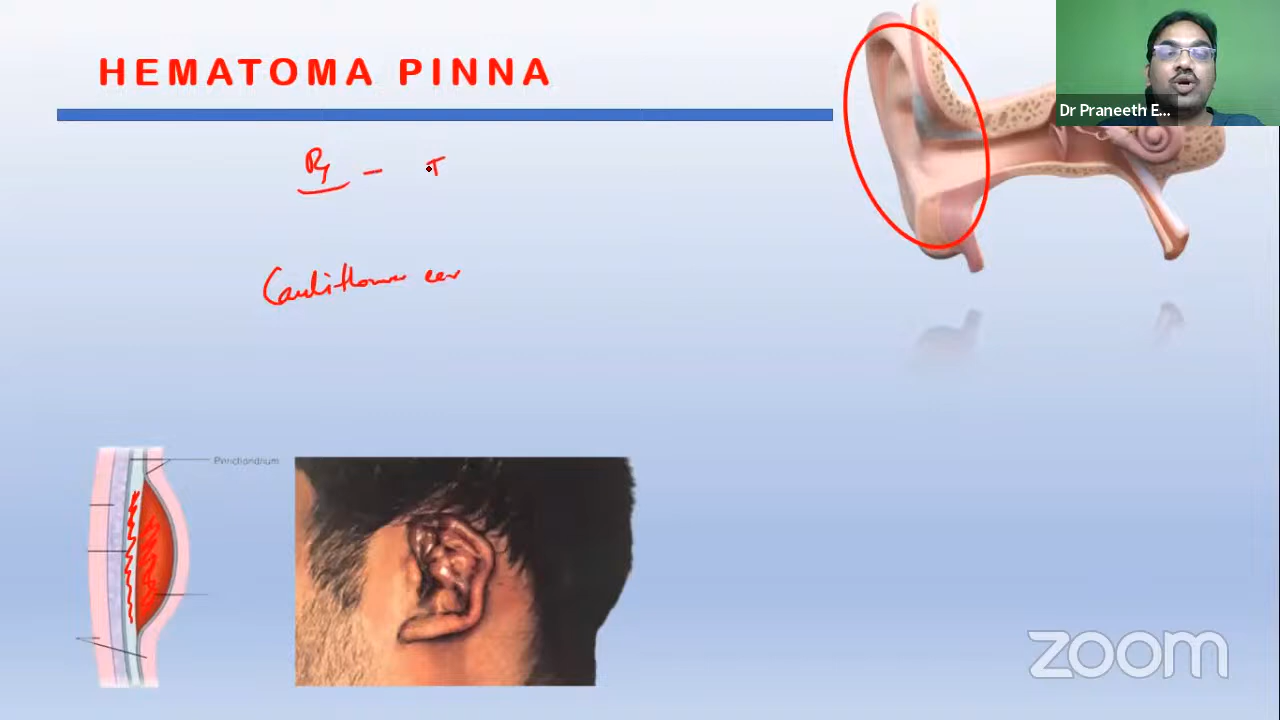 HEMATOMA PINNA
Dr Praneeth E...
Rx – I
Cauliflower ear
Perichondrium
zoom